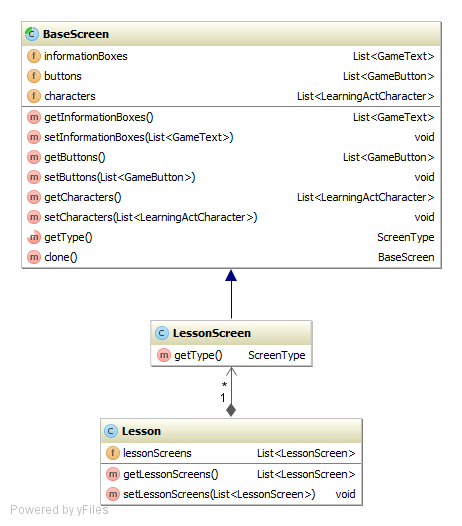 BaseScreen
informationBoxes List<GameText>
buttons List<GameButton>
characters List<LearningActCharacter>
getInformationBoxes() List<GameText>
setInformationBoxes(List<GameText>) void
getButtons() List<GameButton>
setButtons(List<GameButton>) void
getCharacters() List<LearningActCharacter>
setCharacters(List<LearningActCharacter>) void
getType() ScreenType
clone() BaseScreen
LessonScreen
getType() ScreenType
*
1
Lesson
lessonScreens List<LessonScreen>
getLessonScreens() List<LessonScreen>
setLessonScreens(List<LessonScreen>) void
Powered by yFiles